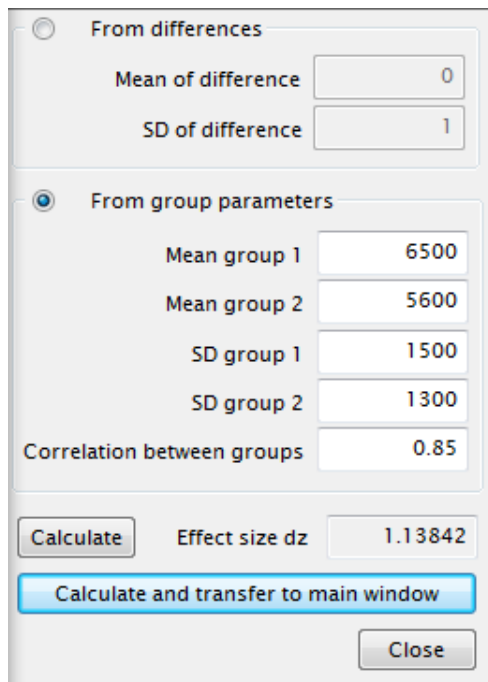 From differences
Mean of difference 0
SD of difference 1
From group parameters
Mean group 1 6500
Mean group 2 5600
SD group 1 1500
SD group 2 1300
Correlation between groups 0.85
Calculate Effect size dz 1.13842
Calculate and transfer to main window
Close